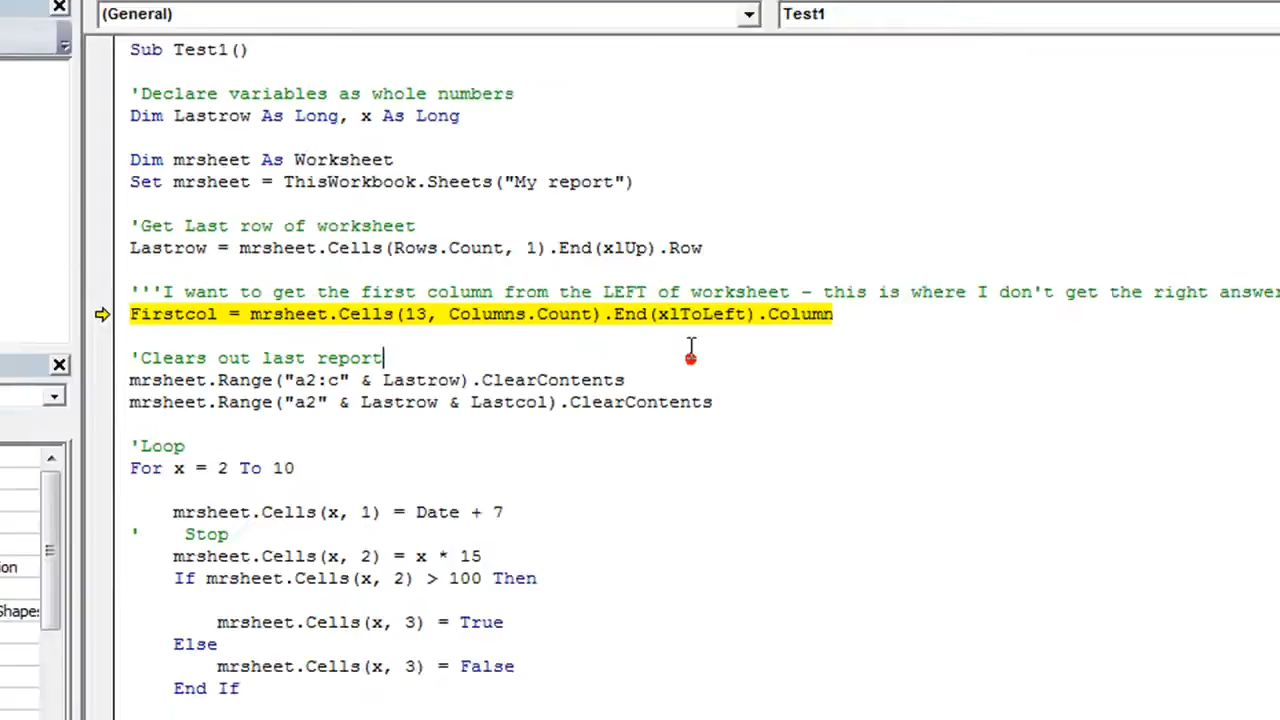 (General)
Test1
Sub Test1()
'Declare variables as whole numbers
Dim Lastrow As Long, x As Long
Dim mrsheet As Worksheet
Set mrsheet = ThisWorkbook.Sheets("My report")
'Get Last row of worksheet
Lastrow = mrsheet.Cells(Rows.Count, 1).End(xlUp).Row
'''I want to get the first column from the LEFT of worksheet - this is where I don't get the right answer
Firstcol = mrsheet.Cells(13, Columns.Count).End(xlToLeft).Column
'Clears out last report
mrsheet.Range("a2:c" & Lastrow).ClearContents
mrsheet.Range("a2" & Lastrow & Lastcol).ClearContents
'Loop
For x = 2 To 10
mrsheet.Cells(x, 1) = Date + 7
' Stop
mrsheet.Cells(x, 2) = x * 15
If mrsheet.Cells(x, 2) > 100 Then
ion
Shapes
mrsheet.Cells(x, 3) = True
Else
mrsheet.Cells(x, 3) = False
End If